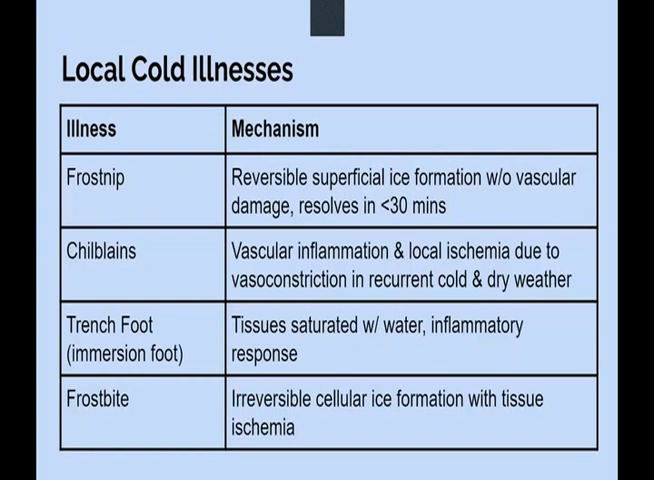 Local Cold Illnesses
Illness
Mechanism
Frostnip
Reversible superficial ice formation w/o vascular
damage, resolves in <30 mins
Chilblains
Vascular inflammation & local ischemia due to
vasoconstriction in recurrent cold & dry weather
Trench Foot
(immersion foot)
Tissues saturated w/ water, inflammatory
response
Frostbite
Irreversible cellular ice formation with tissue
ischemia